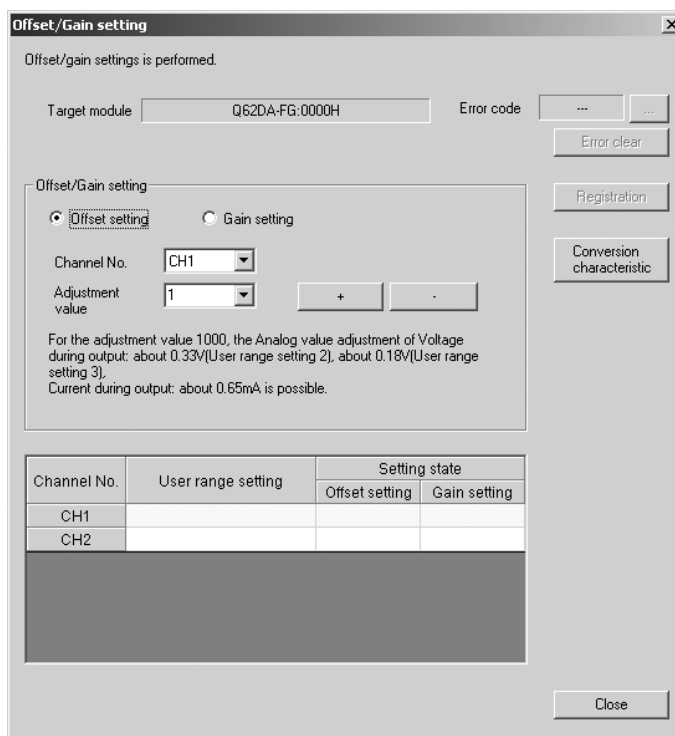 Offset/Gain setting
Offset/gain settings is performed.
Target module Q62DA-FG:0000H Error code --- ...
Error clear
Offset/Gain setting
Registration
Offset setting Gain setting
Channel No. CH1
Conversion
characteristic
Adjustment
value 1 + -
For the adjustment value 1000, the Analog value adjustment of Voltage
during output: about 0.33V(User range setting 2), about 0.18V(User range
setting 3),
Current during output: about 0.65mA is possible.
Channel No. User range setting Setting state
Offset setting Gain setting
CH1
CH2
Close